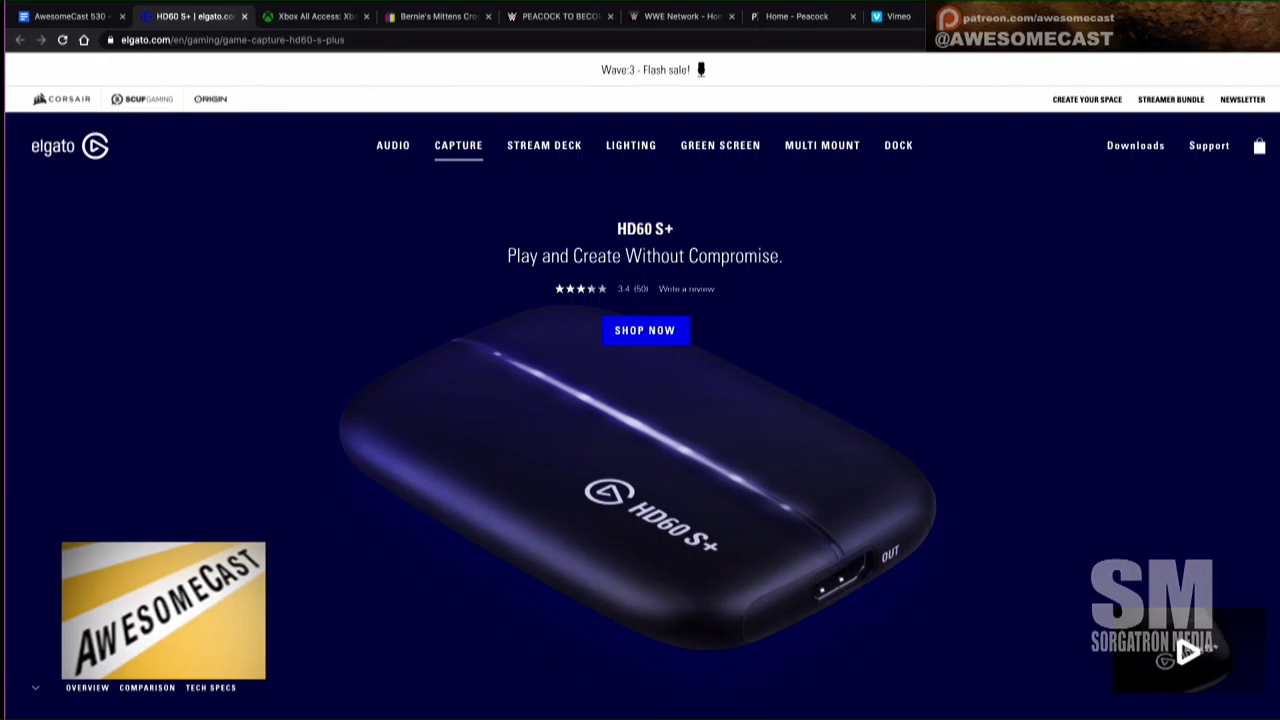 AwesomeCast 530 -
HD60 S+ | elgato.co
Xbox All Access: Xb
Bernie's Mittens Cro
PEACOCK TO BECO
WWE Network - Hom
Home - Peacock
Vimeo
patreon.com/awesomecast
@AWESOMECAST
elgato.com/en/gaming/game-capture-hd60-s-plus
Wave:3 - Flash sale!
CORSAIR SCUF GAMING ORIGIN
CREATE YOUR SPACE STREAMER BUNDLE NEWSLETTER
elgato
AUDIO CAPTURE STREAM DECK LIGHTING GREEN SCREEN MULTI MOUNT DOCK
Downloads Support
HD60 S+
Play and Create Without Compromise.
3.4 (50) Write a review
SHOP NOW
HD60 S+
OUT
AWESOMECAST
SM
SORGATRON MEDIA
OVERVIEW COMPARISON TECH SPECS